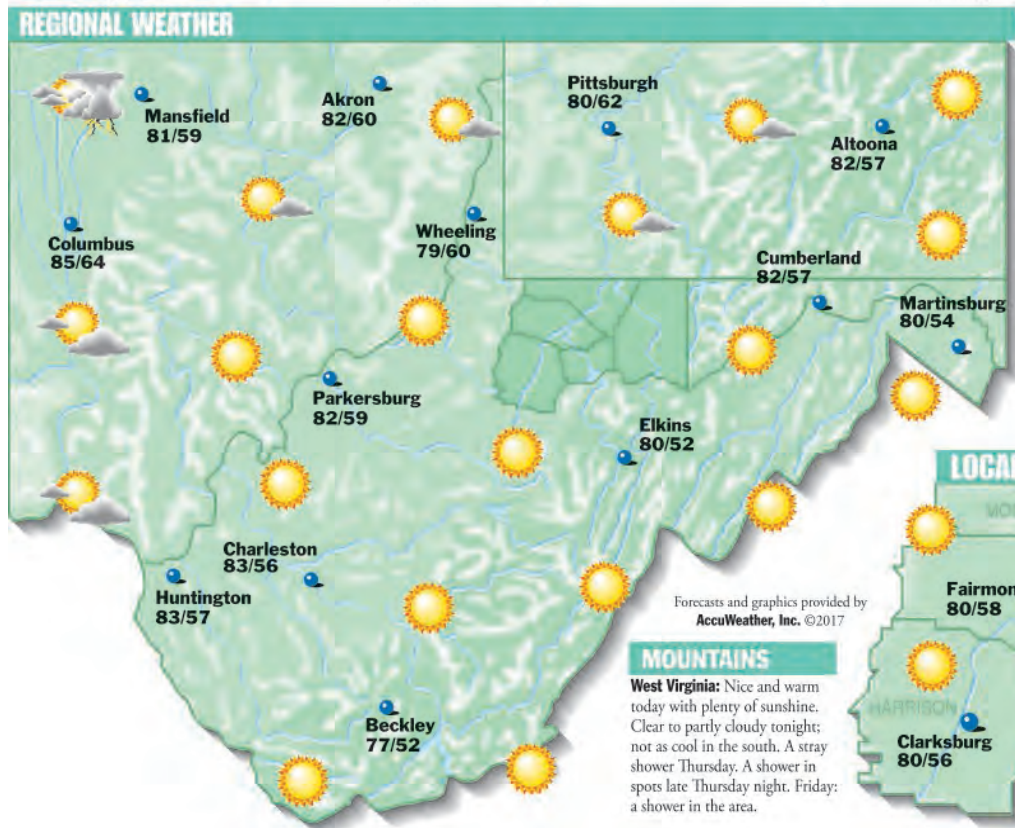 REGIONAL WEATHER
Mansfield
81/59
Akron
82/60
Pittsburgh
80/62
Altoona
82/57
Columbus
85/64
Wheeling
79/60
Cumberland
82/57
Martinsburg
80/54
Parkersburg
82/59
Elkins
80/52
Charleston
83/56
Huntington
83/57
Beckley
77/52
Forecasts and graphics provided by
AccuWeather, Inc. ©2017
MOUNTAINS
West Virginia: Nice and warm
today with plenty of sunshine.
Clear to partly cloudy tonight;
not as cool in the south. A stray
shower Thursday. A shower in
spots late Thursday night. Friday:
a shower in the area.
LOCA
MO
Fairmon
80/58
HARRISON
Clarksburg
80/56